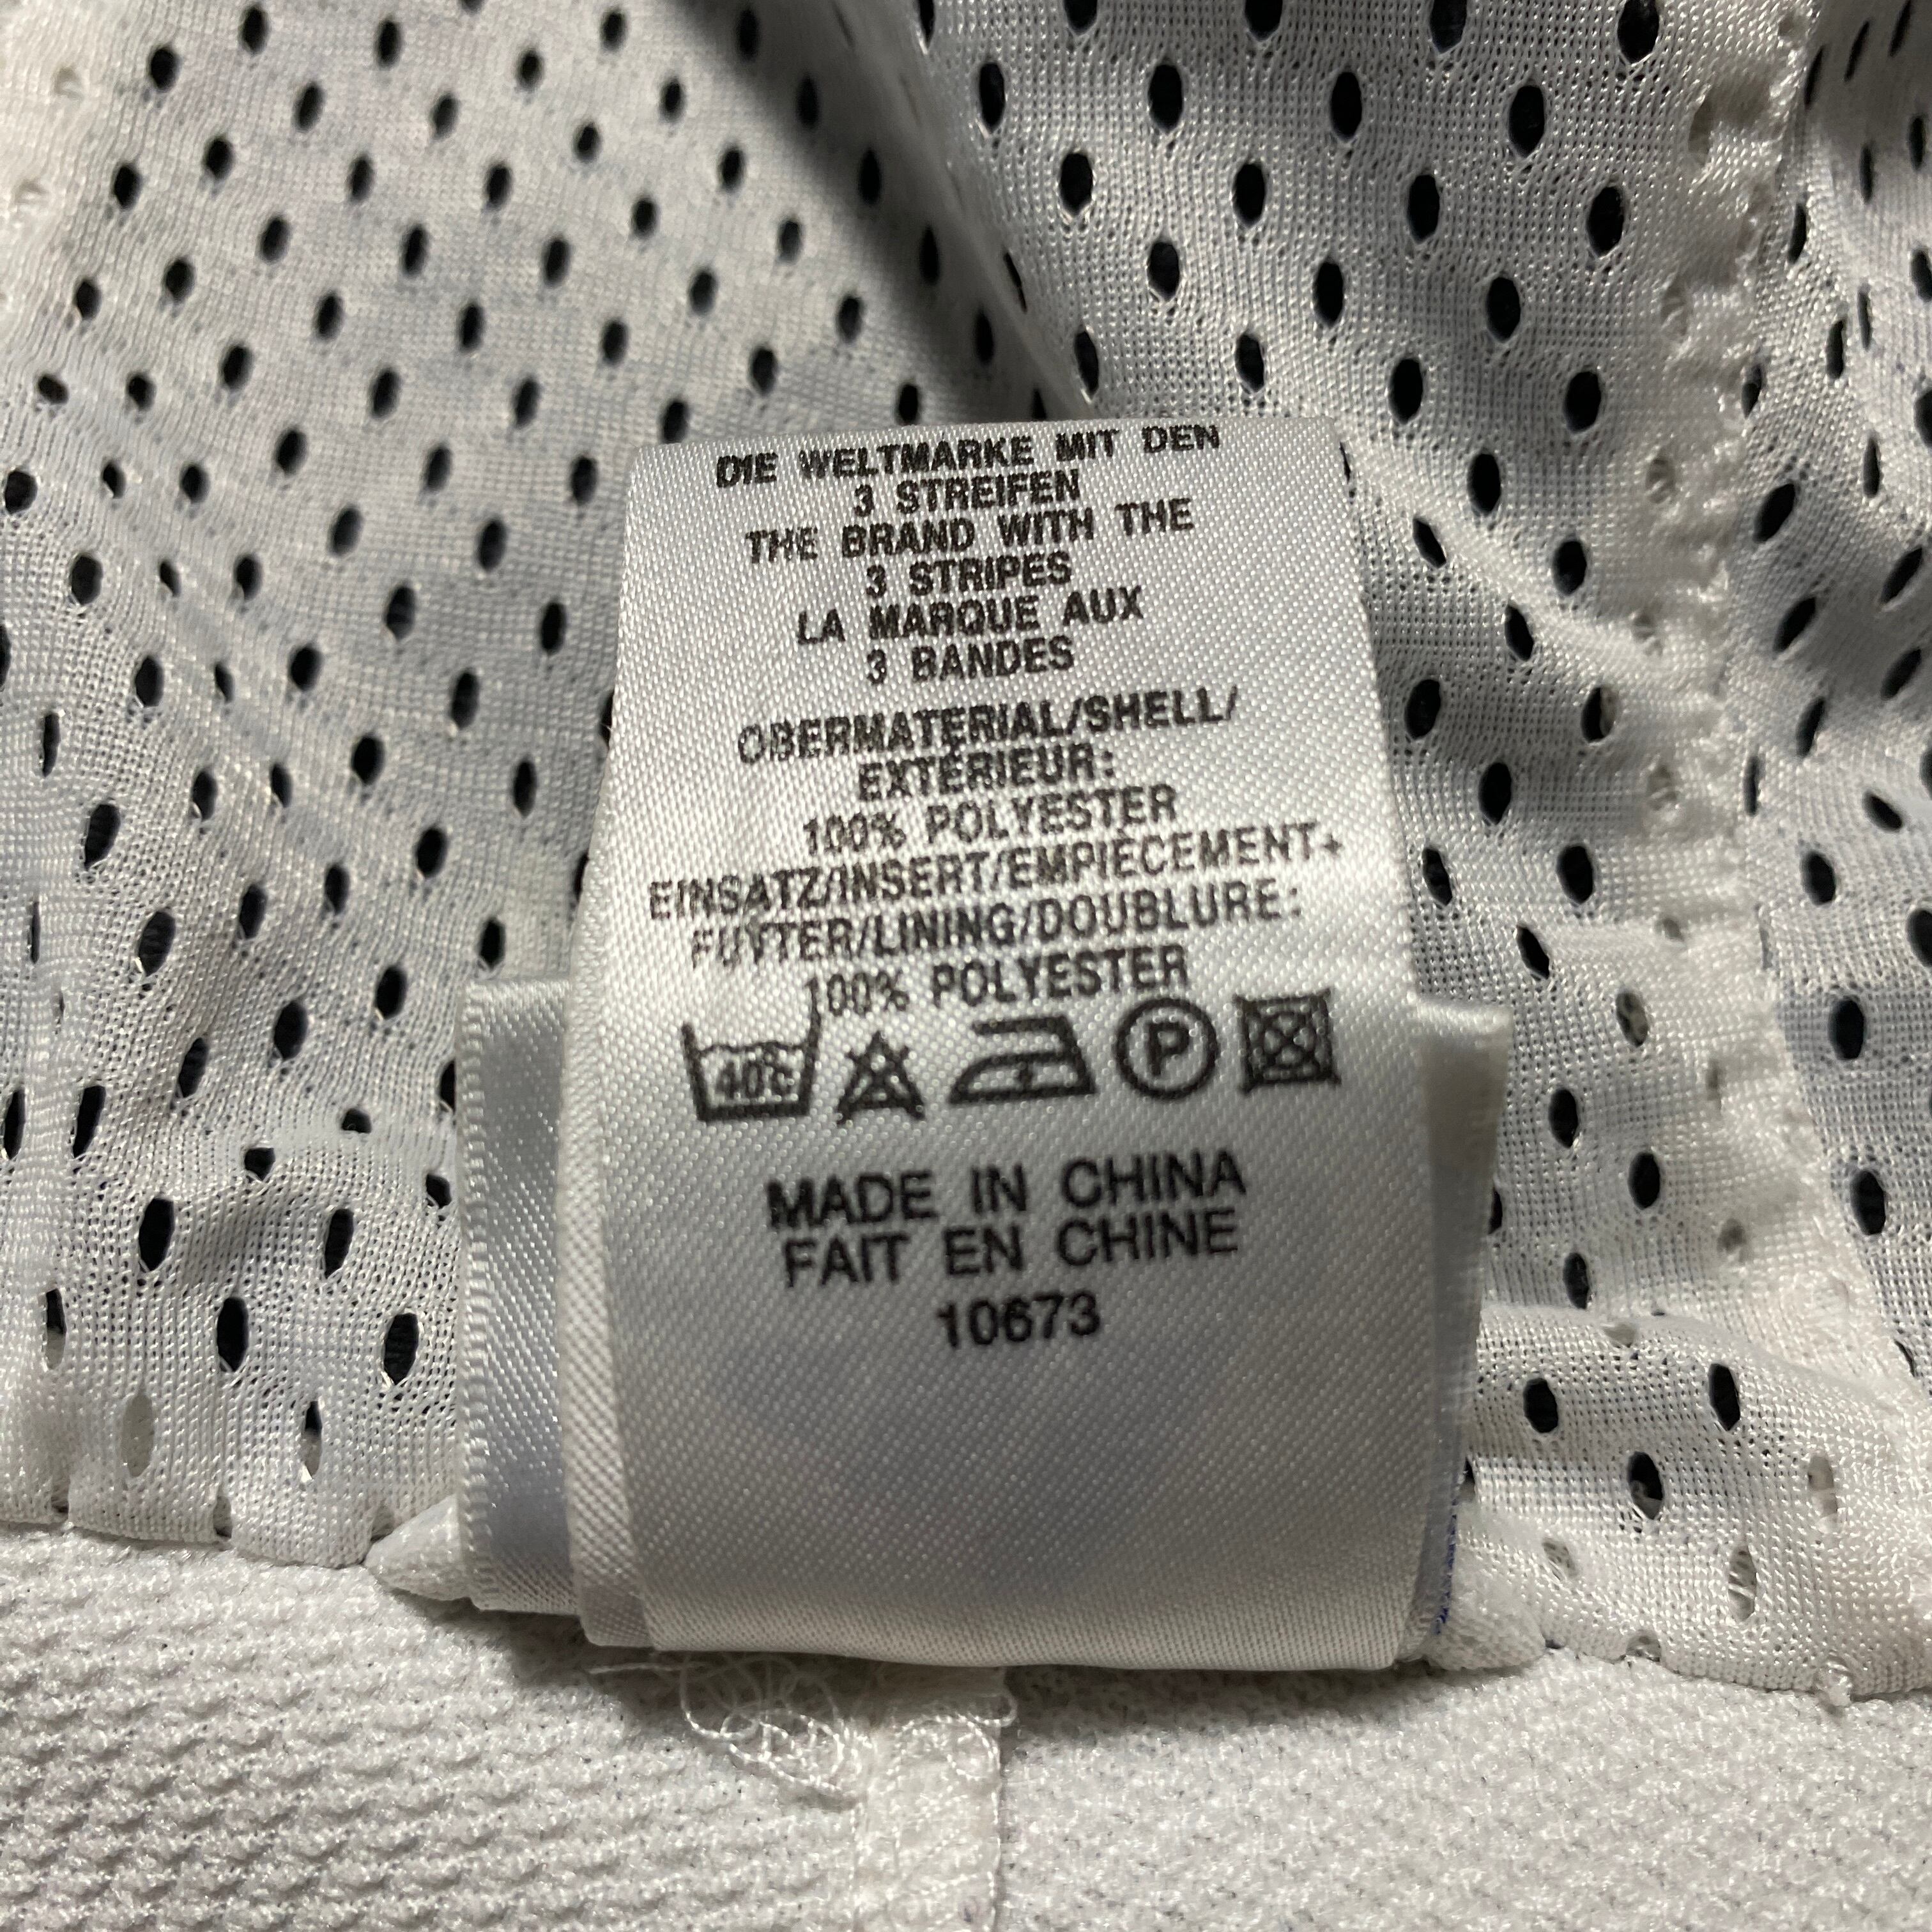 DIE WELTMARKE MIT DEN
3 STREIFEN
THE BRAND WITH THE
3 STRIPES
LA MARQUE AUX
3 BANDES
OBERMATERIAL/SHELL/
EXTÉRIEUR:
100% POLYESTER
EINSATZ/INSERT/EMPIÈCEMENT+
FUTTER/LINING/DOUBLURE:
100% POLYESTER
40°C P
MADE IN CHINA
FAIT EN CHINE
10673